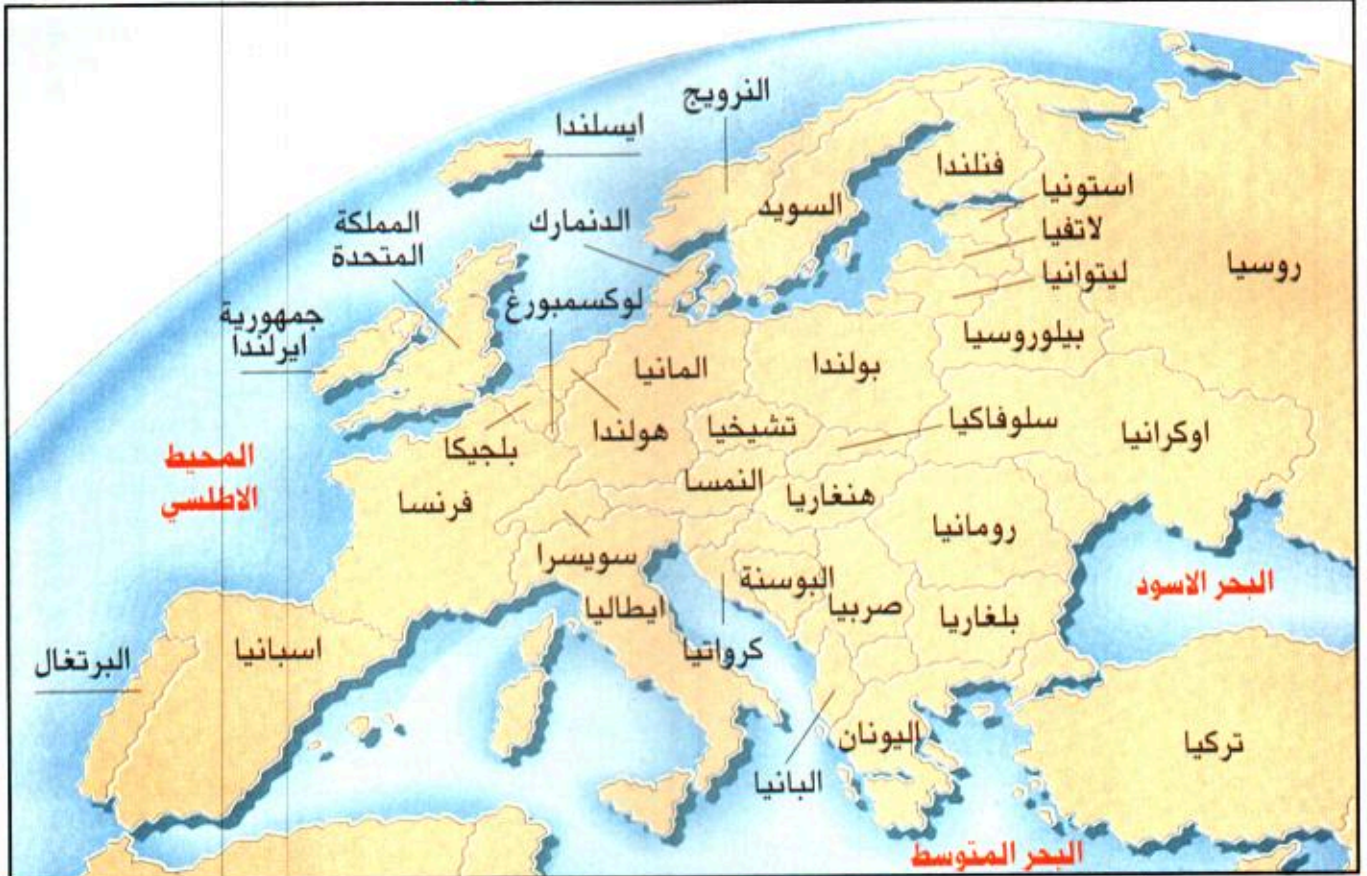 النرويج
ايسلندا
فنلندا
استونيا
السويد
الدنمارك
المملكة
المتحدة
لاتفيا
روسيا
ليتوانيا
لوكسمبورغ
جمهورية
ايرلندا
بيلوروسيا
بولندا
المانيا
سلوفاكيا
اوكرانيا
تشيخيا
هولندا
بلجيكا
المحيط
الاطلسي
النمسا
هنغاريا
فرنسا
رومانيا
سويسرا
البوسنة
البحر الاسود
صربيا
ايطاليا
بلغاريا
كرواتيا
اسبانيا
البرتغال
اليونان
تركيا
البانيا
البحر المتوسط